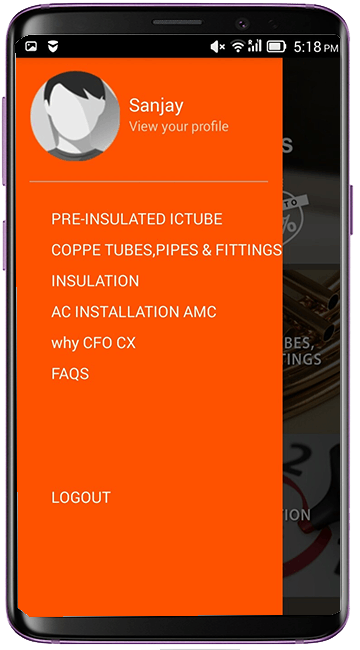 5:18 PM
Sanjay
View your profile
S
TO
%
PRE-INSULATED ICTUBE
COPPE TUBES,PIPES & FITTINGS
INSULATION
AC INSTALLATION AMC
why CFO CX
BES,
TINGS
FAQS
LOGOUT
TION